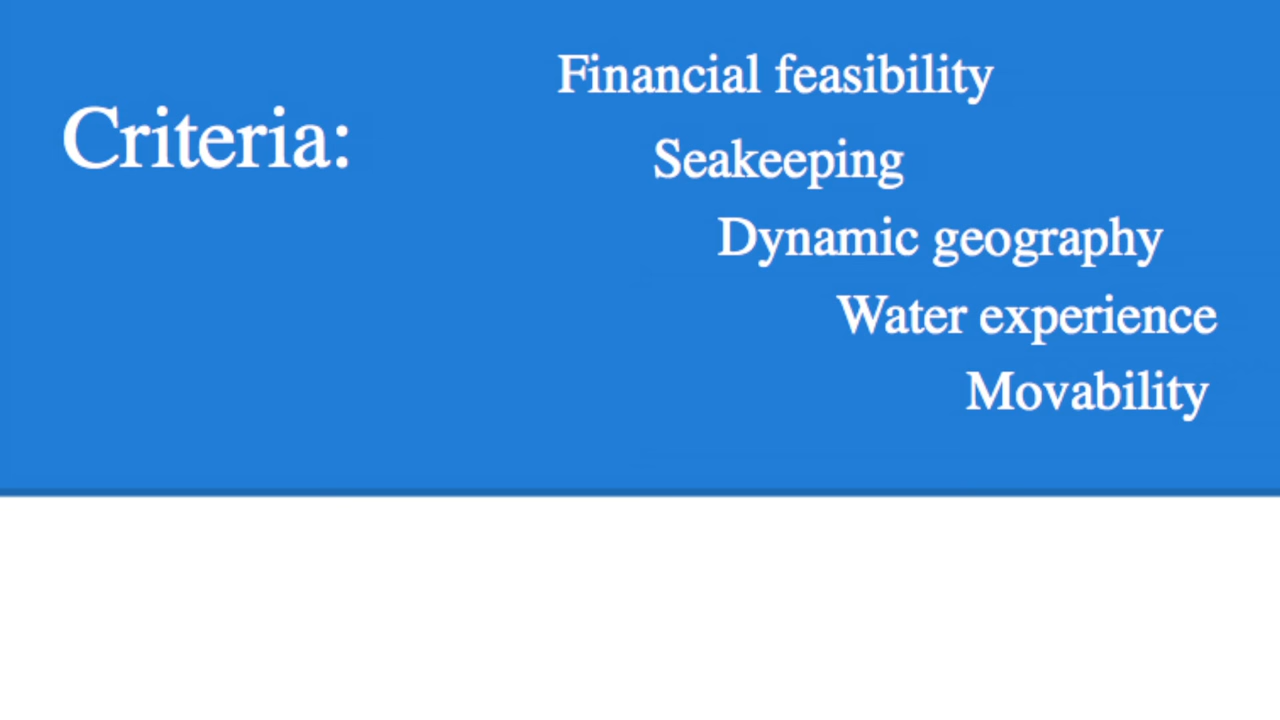 Criteria:
Financial feasibility
Seakeeping
Dynamic geography
Water experience
Movability